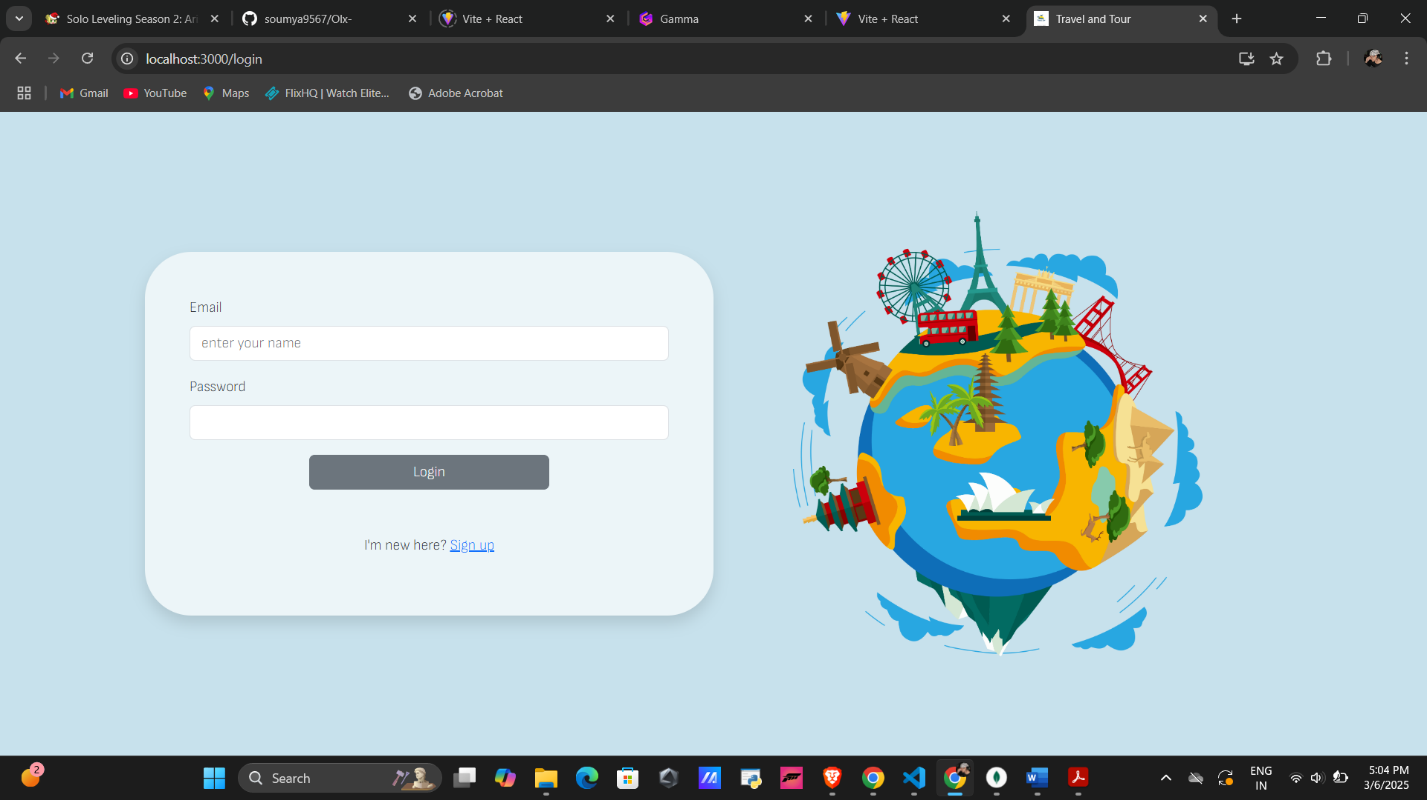 Solo Leveling Season 2: Ari
soumya9567/Olx-
Vite + React
Gamma
Vite + React
Travel and Tour
localhost:3000/login
Gmail
YouTube
Maps
FlixHQ | Watch Elite...
Adobe Acrobat
Email
enter your name
Password
Login
I'm new here? Sign up
2
Search
ENG
IN
5:04 PM
3/6/2025